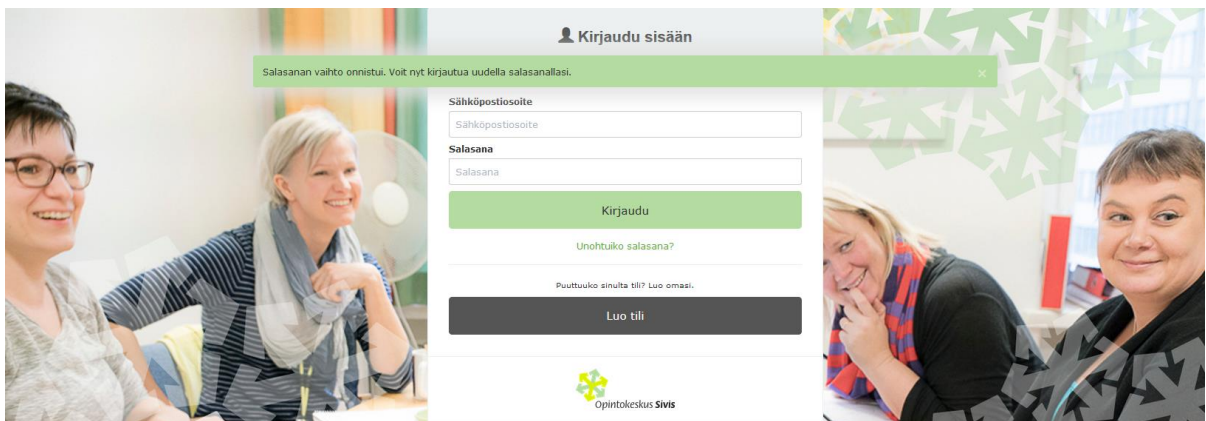 Kirjaudu sisään
Salasanan vaihto onnistui. Voit nyt kirjautua uudella salasanallasi. ×
Sähköpostiosoite
Sähköpostiosoite
Salasana
Salasana
Kirjaudu
Unohtuiko salasana?
Puuttuuko sinulta tili? Luo omasi.
Luo tili
Opintokeskus Sivis